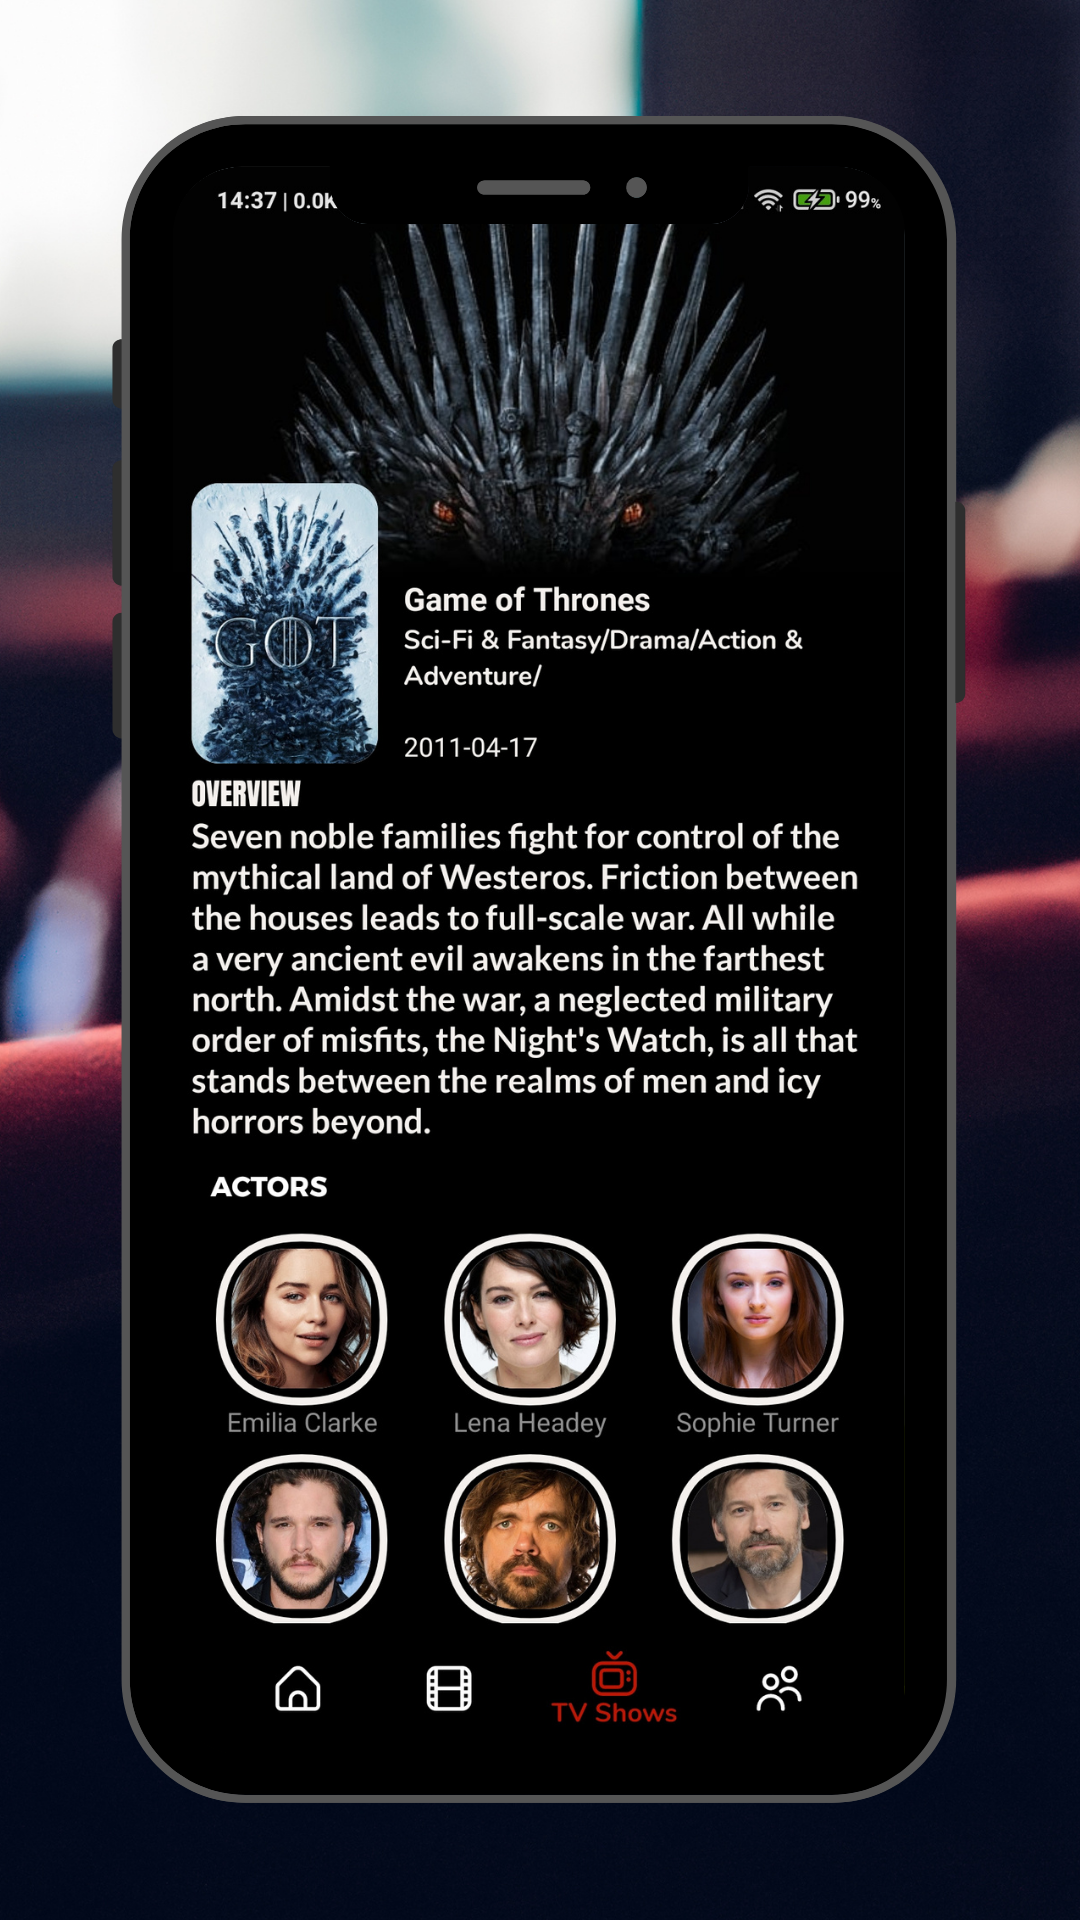 14:37 | 0.0K
99%
GOT
Game of Thrones
Sci-Fi & Fantasy/Drama/Action &
Adventure/
2011-04-17
OVERVIEW
Seven noble families fight for control of the
mythical land of Westeros. Friction between
the houses leads to full-scale war. All while
a very ancient evil awakens in the farthest
north. Amidst the war, a neglected military
order of misfits, the Night's Watch, is all that
stands between the realms of men and icy
horrors beyond.
ACTORS
Emilia Clarke
Lena Headey
Sophie Turner
TV Shows